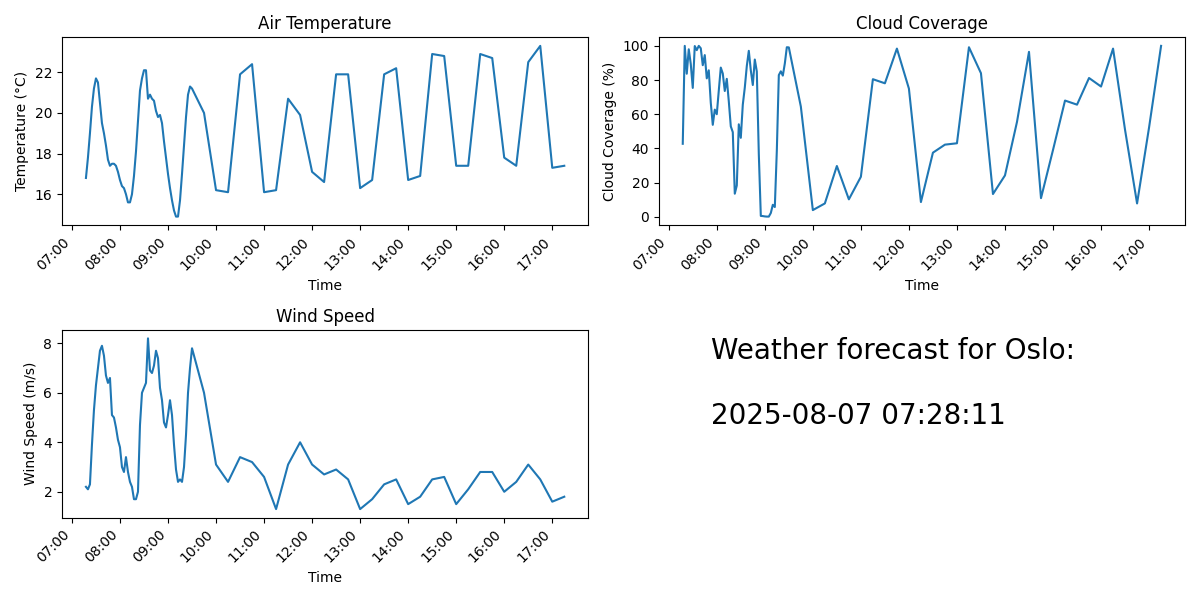 Air Temperature
Temperature (°C)
22
20
18
16
07:00 08:00 09:00 10:00 11:00 12:00 13:00 14:00 15:00 16:00 17:00
Time
Cloud Coverage
Cloud Coverage (%)
100
80
60
40
20
0
07:00 08:00 09:00 10:00 11:00 12:00 13:00 14:00 15:00 16:00 17:00
Time
Wind Speed
Wind Speed (m/s)
8
6
4
2
07:00 08:00 09:00 10:00 11:00 12:00 13:00 14:00 15:00 16:00 17:00
Time
Weather forecast for Oslo:
2025-08-07 07:28:11